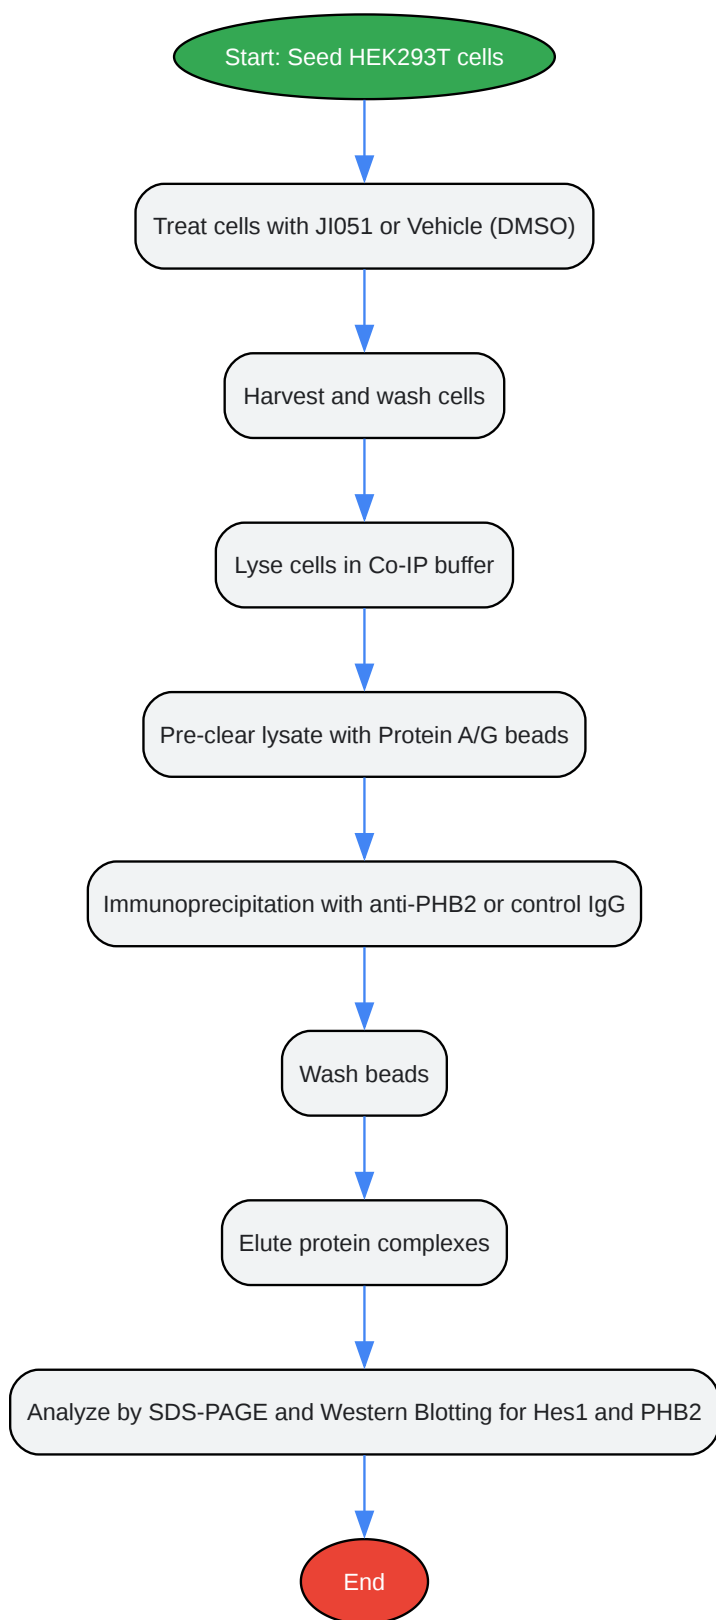 Start: Seed HEK293T cells
Treat cells with JI051 or Vehicle (DMSO)
Harvest and wash cells
Lyse cells in Co-IP buffer
Pre-clear lysate with Protein A/G beads
Immunoprecipitation with anti-PHB2 or control IgG
Wash beads
Elute protein complexes
Analyze by SDS-PAGE and Western Blotting for Hes1 and PHB2
End